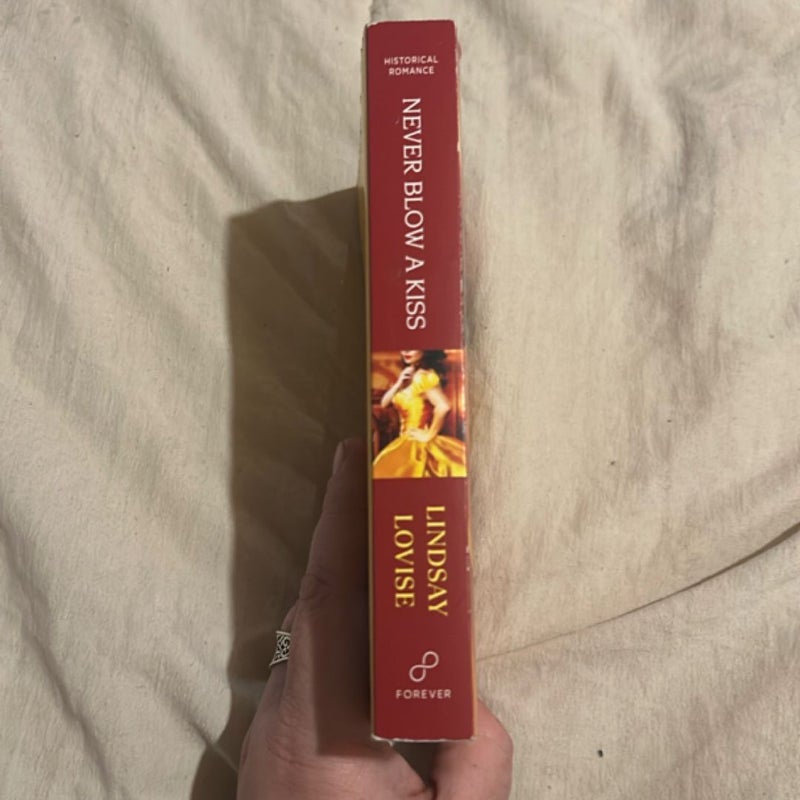 HISTORICAL
ROMANCE
NEVER BLOW A KISS
LINDSAY
LOVISE
FOREVER